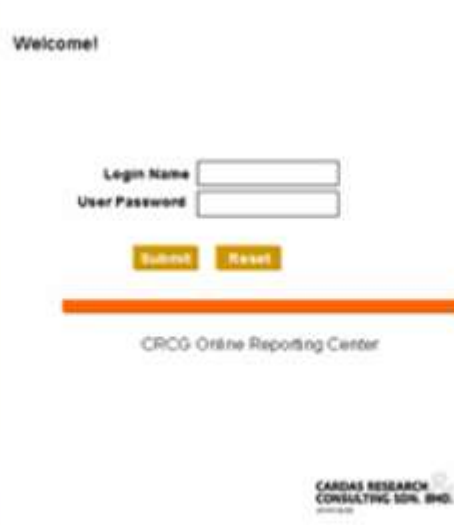 Welcome!
Login Name
User Password
Submit Reset
CRCG Online Reporting Center
CARDAS RESEARCH
CONSULTING SDN. BHD.